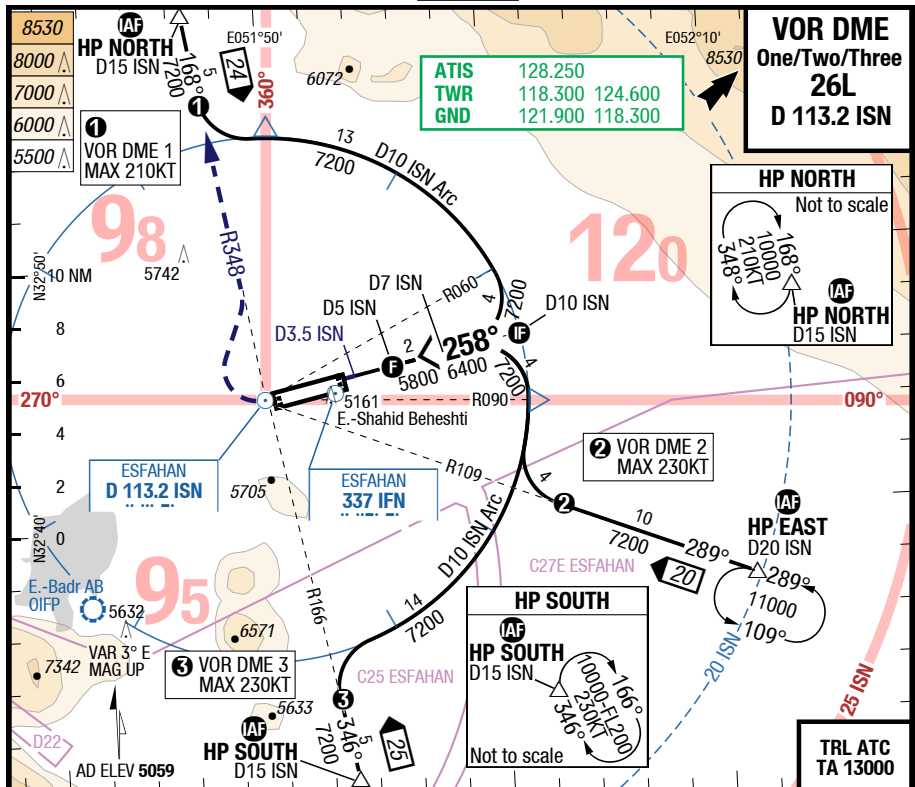 8530
8000
7000
6000
5500
IAF
HP NORTH
D15 ISN
5
168°
7200
24
E051°50'
360°
6072
ATIS 128.250
TWR 118.300 124.600
GND 121.900 118.300
E052°10'
8530
VOR DME
One/Two/Three
26L
D 113.2 ISN
1
1
VOR DME 1
MAX 210KT
13
7200
D10 ISN Arc
HP NORTH
Not to scale
168°
10000
210KT
348°
IAF
HP NORTH
D15 ISN
98
120
R348
5742
N32°50'
10 NM
8
6
4
2
0
N32°40'
D7 ISN
D5 ISN
D3.5 ISN
R060
4
7200
D10 ISN
IF
258°
2
F
5800
6400
4
7200
270°
5161
R090
090°
E.-Shahid Beheshti
ESFAHAN
D 113.2 ISN
ESFAHAN
337 IFN
5705
R109
2 VOR DME 2
MAX 230KT
4
2
10
7200
289°
20
IAF
HP EAST
D20 ISN
289°
11000
109°
C27E ESFAHAN
D10 ISN Arc
14
7200
95
E.-Badr AB
OIFP
5632
VAR 3° E
MAG UP
7342
6571
R166
3 VOR DME 3
MAX 230KT
C25 ESFAHAN
3
HP SOUTH
IAF
HP SOUTH
D15 ISN
166°
10000-FL200
230KT
346°
Not to scale
20 ISN
25 ISN
5633
IAF
HP SOUTH
D15 ISN
346°
5
7200
25
D22
AD ELEV 5059
TRL ATC
TA 13000